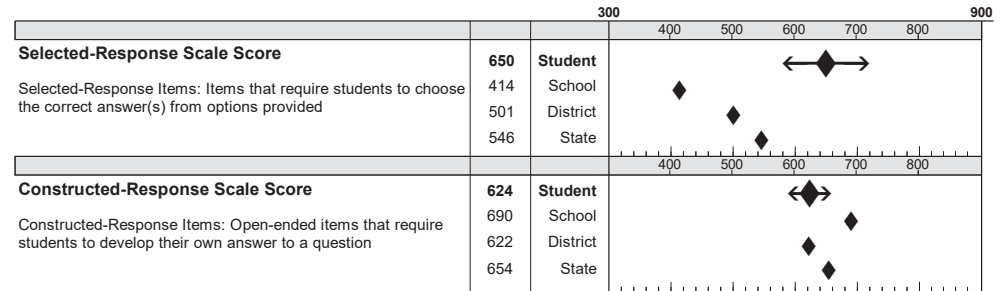 300 900
400 500 600 700 800
Selected-Response Scale Score
650 Student
Selected-Response Items: Items that require students to choose
the correct answer(s) from options provided
414 School
501 District
546 State
400 500 600 700 800
Constructed-Response Scale Score
624 Student
Constructed-Response Items: Open-ended items that require
students to develop their own answer to a question
690 School
622 District
654 State